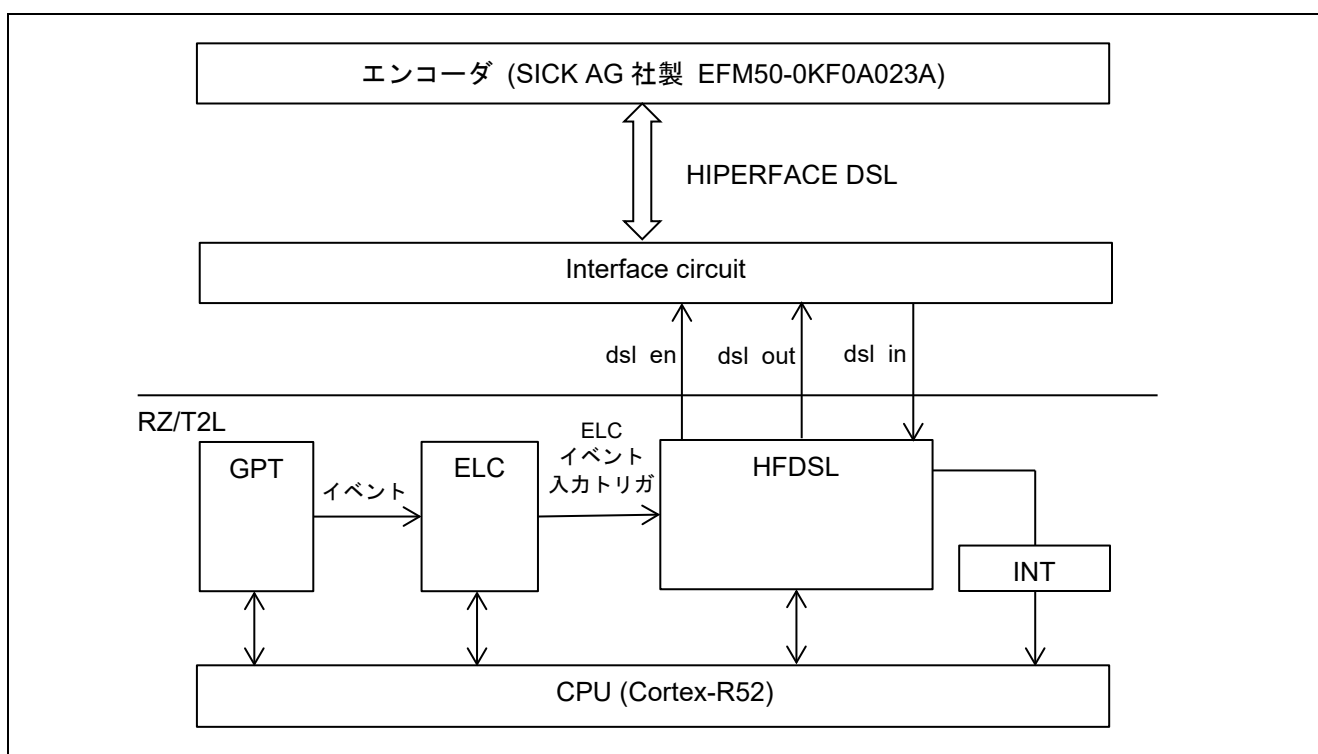 エンコーダ (SICK AG 社製 EFM50-0KF0A023A)
HIPERFACE DSL
Interface circuit
dsl en
dsl out
dsl in
RZ/T2L
GPT
イベント
ELC
ELC
イベント
入力トリガ
HFDSL
INT
CPU (Cortex-R52)